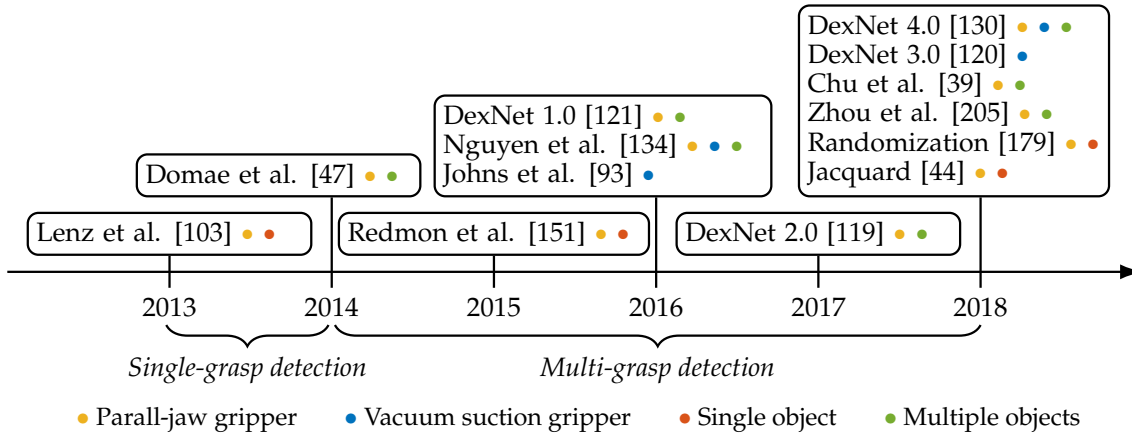 DexNet 4.0 [130]
DexNet 3.0 [120]
Chu et al. [39]
Zhou et al. [205]
Randomization [179]
Jacquard [44]
DexNet 1.0 [121]
Nguyen et al. [134]
Johns et al. [93]
Domae et al. [47]
Lenz et al. [103]
Redmon et al. [151]
DexNet 2.0 [119]
2013 2014 2015 2016 2017 2018
Single-grasp detection Multi-grasp detection
Parall-jaw gripper Vacuum suction gripper Single object Multiple objects